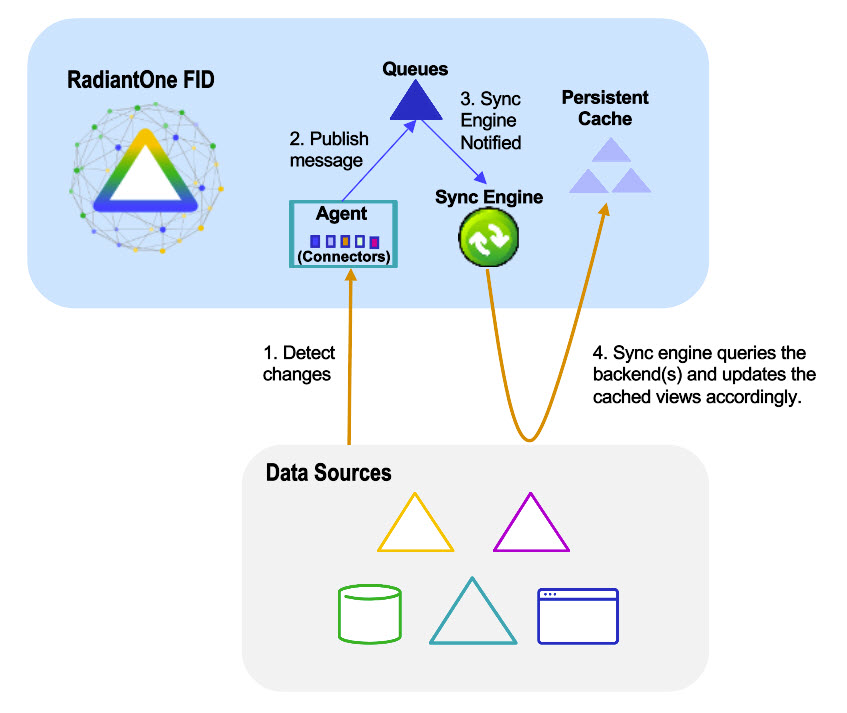 RadiantOne FID
Queues
2. Publish
message
3. Sync
Engine
Notified
Persistent
Cache
Agent
(Connectors)
Sync Engine
1. Detect
changes
4. Sync engine queries the
backend(s) and updates the
cached views accordingly.
Data Sources